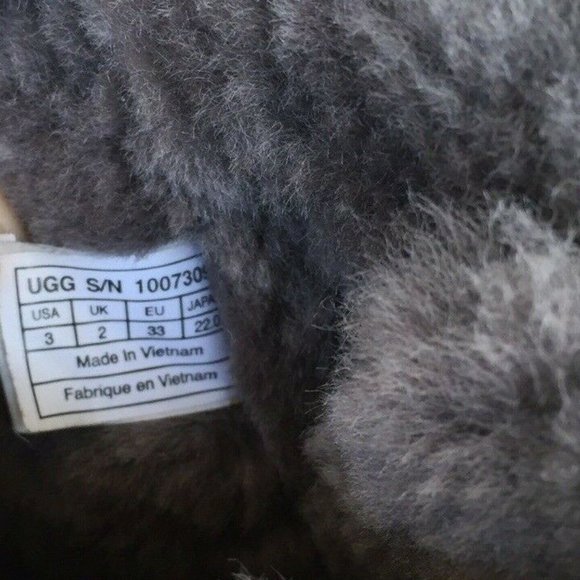 UGG S/N 100730
USA UK EU JAPA
3 2 33 22.0
Made In Vietnam
Fabrique en Vietnam